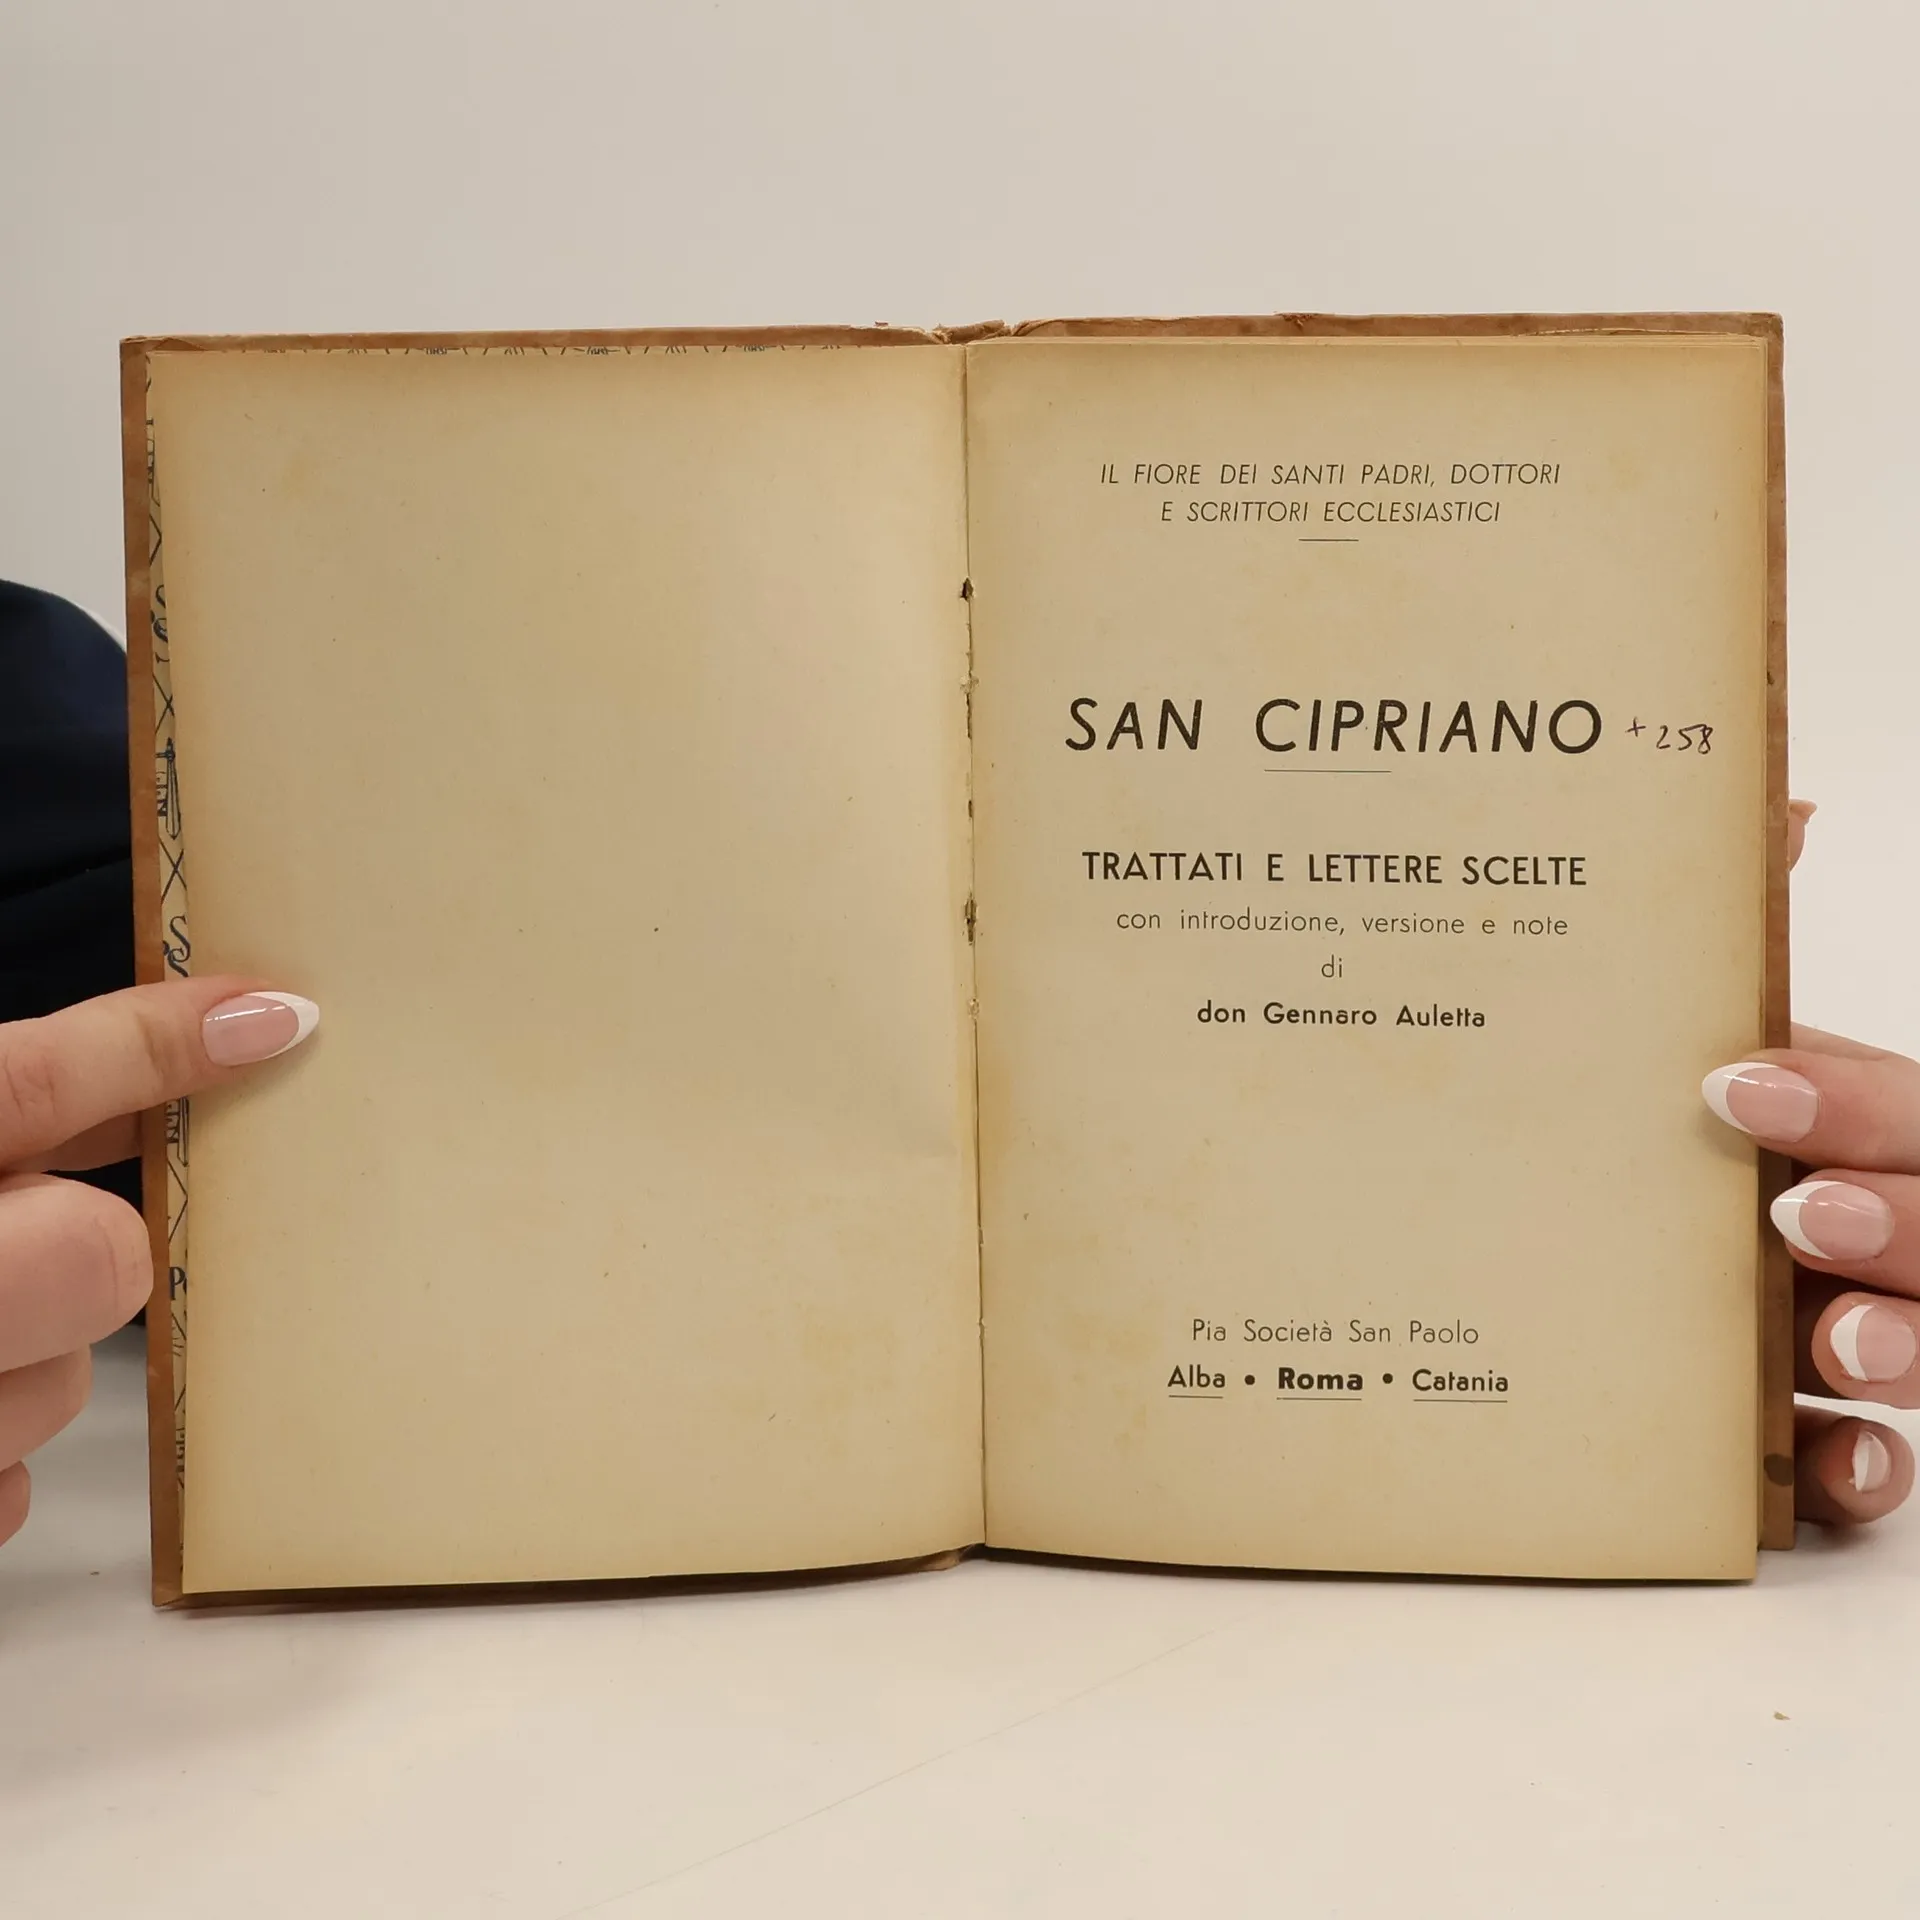 IL FIORE DEI SANTI PADRI, DOTTORI
E SCRITTORI ECCLESIASTICI
SAN CIPRIANO + 258
TRATTATI E LETTERE SCELTE
con introduzione, versione e note
di
don Gennaro Auletta
Pia Società San Paolo
Alba • Roma • Catania